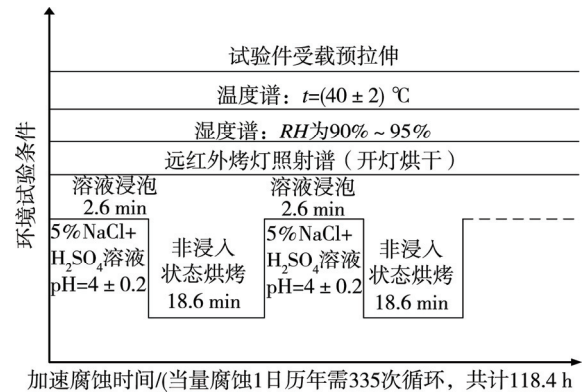 试验件受载预拉伸
温度谱：t=(40 ± 2) ℃
湿度谱：RH为90% ~ 95%
远红外烤灯照射谱（开灯烘干）
溶液浸泡
2.6 min
溶液浸泡
2.6 min
5%NaCl+
H₂SO₄溶液
pH=4 ± 0.2
非浸入
状态烘烤
18.6 min
5%NaCl+
H₂SO₄溶液
pH=4 ± 0.2
非浸入
状态烘烤
18.6 min
环境试验条件
加速腐蚀时间/(当量腐蚀1日历年需335次循环，共计118.4 h